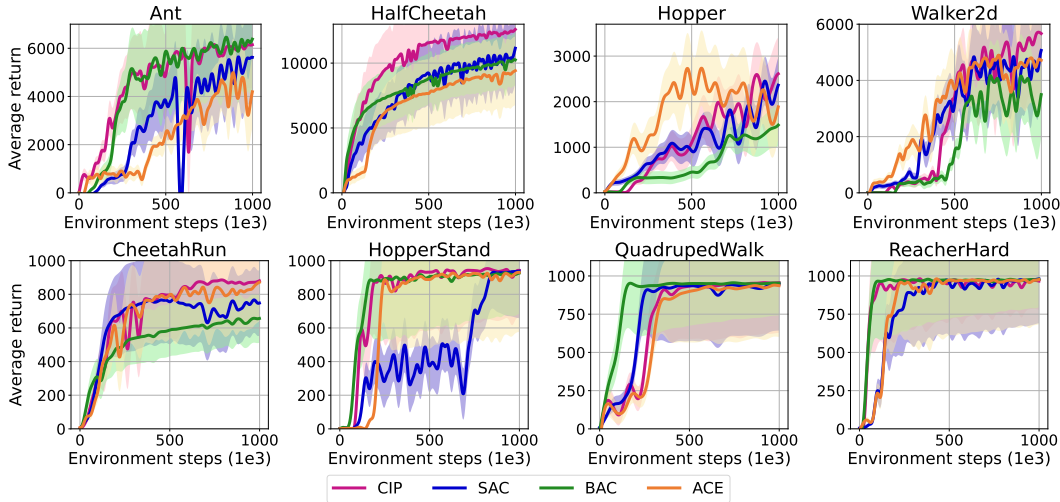 Ant HalfCheetah Hopper Walker2d
Average return
6000
4000
2000
0
0 500 1000
Environment steps (1e3)
10000
5000
0
0 500 1000
Environment steps (1e3)
3000
2000
1000
0
0 500 1000
Environment steps (1e3)
6000
4000
2000
0
0 500 1000
Environment steps (1e3)
CheetahRun HopperStand QuadrupedWalk ReacherHard
Average return
1000
800
600
400
200
0
0 500 1000
Environment steps (1e3)
1000
800
600
400
200
0
0 500 1000
Environment steps (1e3)
1000
750
500
250
0
0 500 1000
Environment steps (1e3)
1000
750
500
250
0
0 500 1000
Environment steps (1e3)
CIP SAC BAC ACE